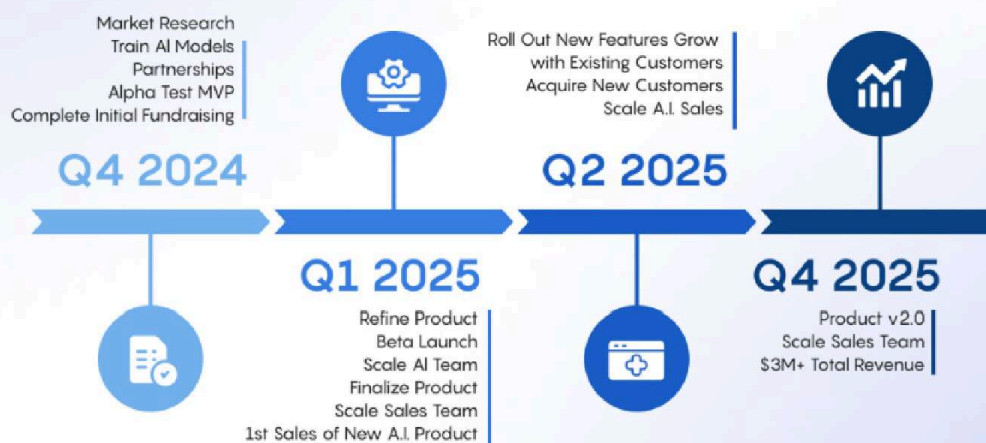 Market Research
Train AI Models
Partnerships
Alpha Test MVP
Complete Initial Fundraising
Q4 2024
Q1 2025
Refine Product
Beta Launch
Scale AI Team
Finalize Product
Scale Sales Team
1st Sales of New A.I. Product
Roll Out New Features Grow
with Existing Customers
Acquire New Customers
Scale A.I. Sales
Q2 2025
Q4 2025
Product v2.0
Scale Sales Team
$3M+ Total Revenue